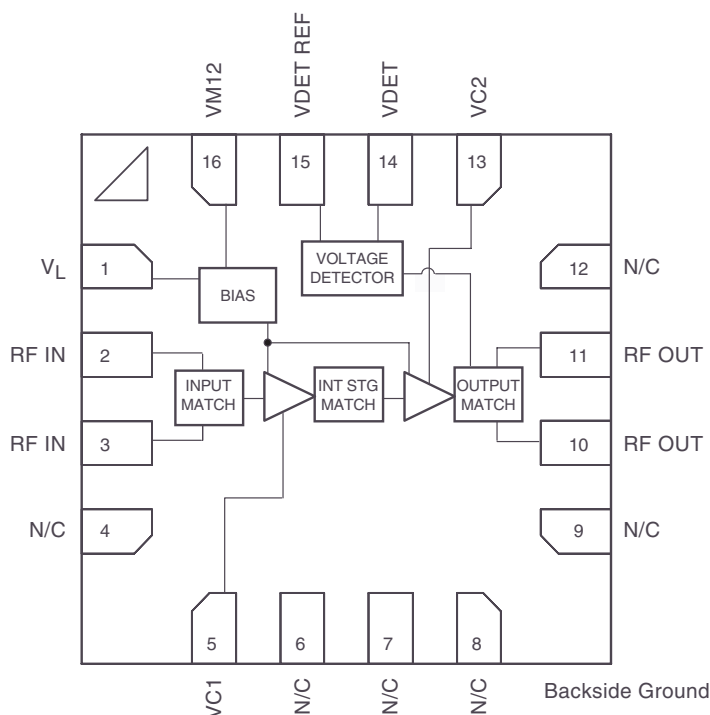 VM12
VDET REF
VDET
VC2
16
15
14
13
VL
1
VOLTAGE
DETECTOR
12
N/C
BIAS
RF IN
2
11
RF OUT
INPUT
MATCH
INT STG
MATCH
OUTPUT
MATCH
RF IN
3
10
RF OUT
N/C
4
9
N/C
5
6
7
8
VC1
N/C
N/C
N/C
Backside Ground